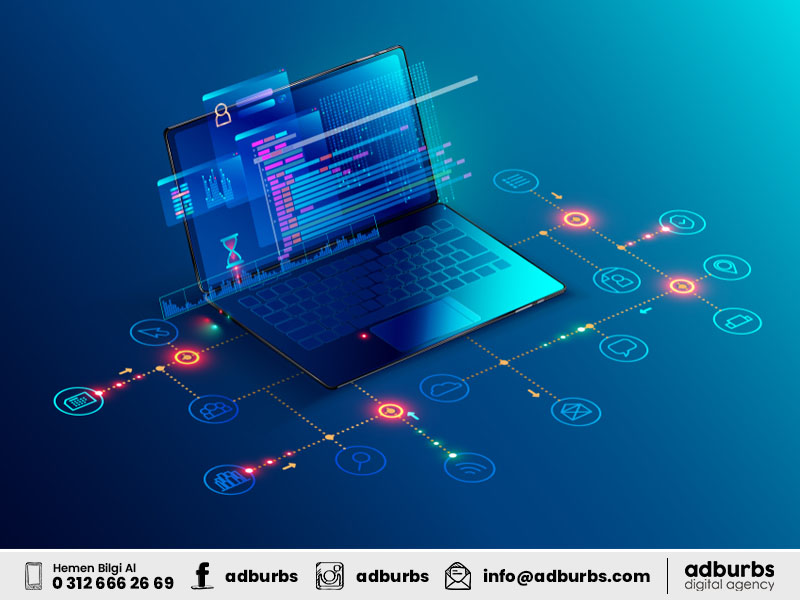 Hemen Bilgi Al
0 312 666 26 69
adburbs
adburbs
info@adburbs.com
adburbs
digital agency